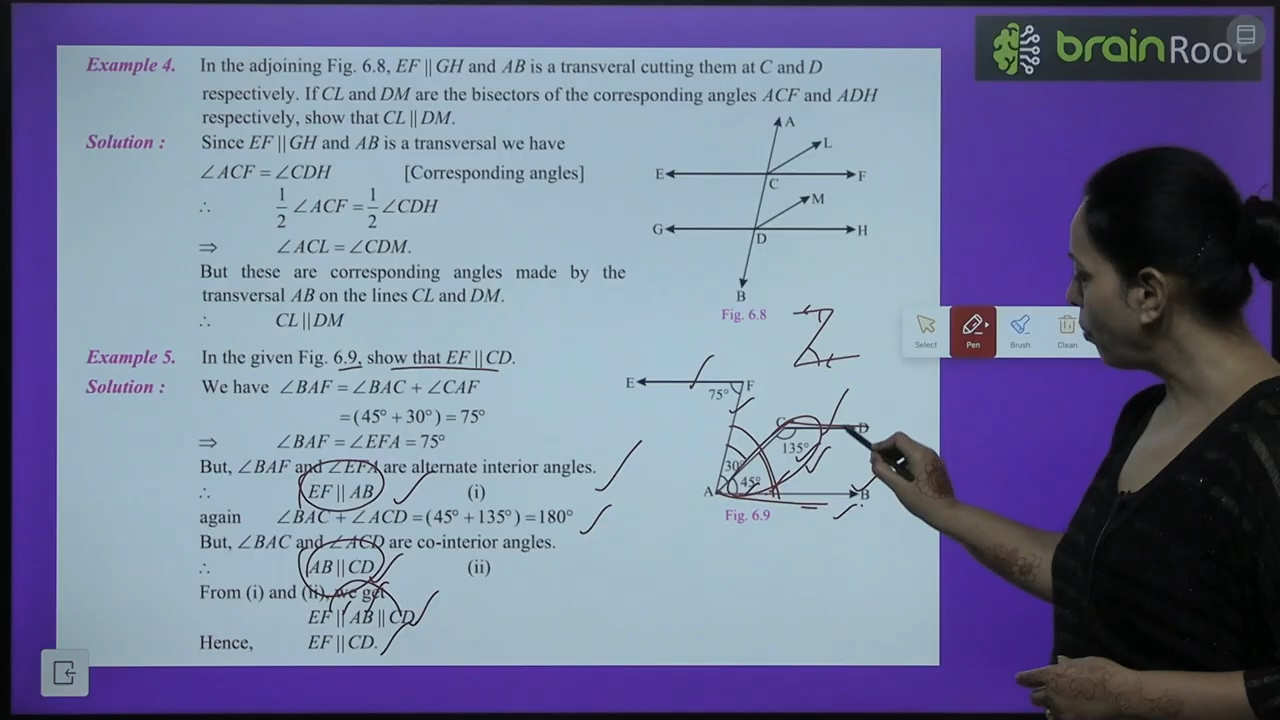 brainRoot
Example 4. In the adjoining Fig. 6.8, EF || GH and AB is a transveral cutting them at C and D
respectively. If CL and DM are the bisectors of the corresponding angles ACF and ADH
respectively, show that CL || DM.
Solution : Since EF || GH and AB is a transversal we have
∠ACF = ∠CDH [Corresponding angles]
∴ 1/2 ∠ACF = 1/2 ∠CDH
⇒ ∠ACL = ∠CDM.
But these are corresponding angles made by the
transversal AB on the lines CL and DM.
∴ CL || DM
A
L
E C F
M
G D H
B
Fig. 6.8
Example 5. In the given Fig. 6.9, show that EF || CD.
Solution : We have ∠BAF = ∠BAC + ∠CAF
= (45° + 30°) = 75°
⇒ ∠BAF = ∠EFA = 75°
But, ∠BAF and ∠EFA are alternate interior angles.
∴ EF || AB (i)
again ∠BAC + ∠ACD = (45° + 135°) = 180°
But, ∠BAC and ∠ACD are co-interior angles.
∴ AB || CD (ii)
From (i) and (ii), we get
EF || AB || CD
Hence, EF || CD.
E F
75°
C D
135°
30°
45°
A B
Fig. 6.9
Select Pen Brush Clean